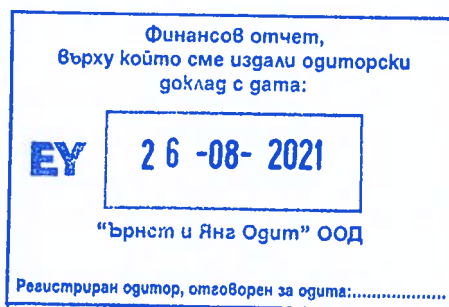 Финансов отчет,
върху който сме издали одиторски
доклад с дата:
EY
26 -08- 2021
"Ърнст и Янг Одит" ООД
Регистриран одитор, отговорен за одита:....................